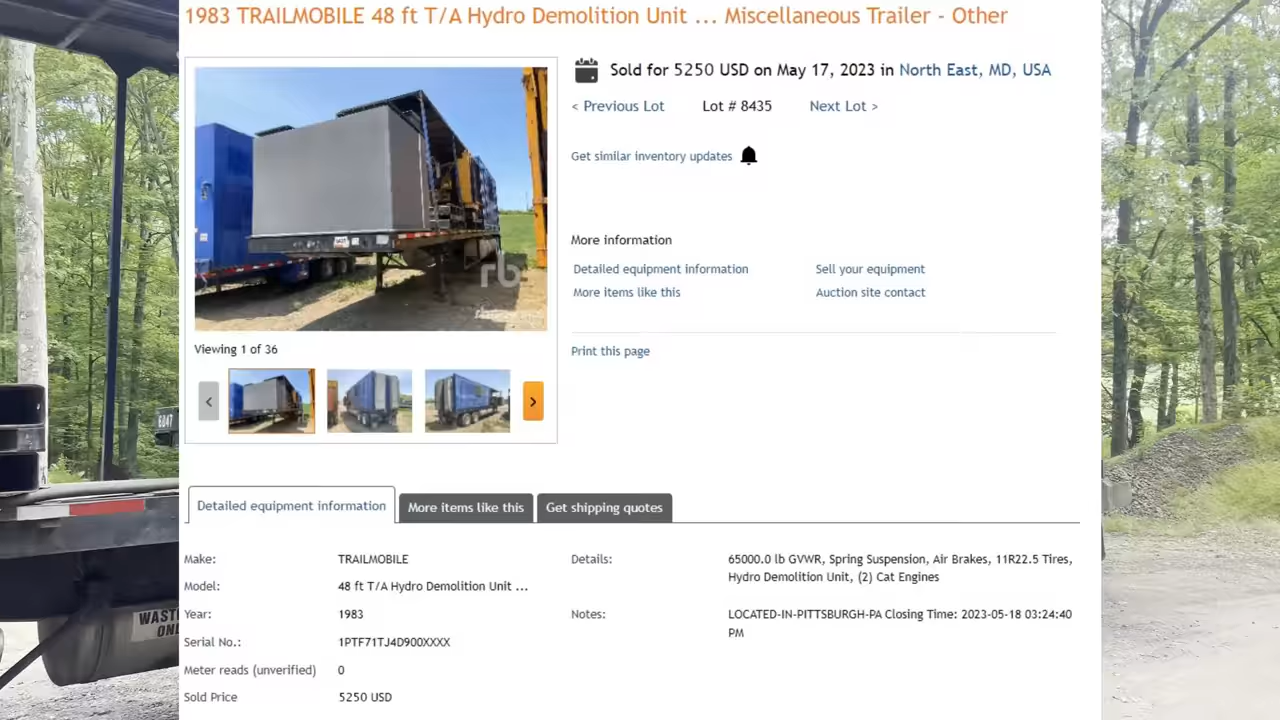 1983 TRAILMOBILE 48 ft T/A Hydro Demolition Unit ... Miscellaneous Trailer - Other
Sold for 5250 USD on May 17, 2023 in North East, MD, USA
< Previous Lot
Lot # 8435
Next Lot >
Get similar inventory updates
More information
Detailed equipment information
Sell your equipment
More items like this
Auction site contact
Print this page
rb
Viewing 1 of 36
6847
Detailed equipment information
More items like this
Get shipping quotes
Make:
TRAILMOBILE
Model:
48 ft T/A Hydro Demolition Unit ...
Year:
1983
Serial No.:
1PTF71TJ4D900XXXX
Meter reads (unverified)
0
Sold Price
5250 USD
Details:
65000.0 lb GVWR, Spring Suspension, Air Brakes, 11R22.5 Tires,
Hydro Demolition Unit, (2) Cat Engines
Notes:
LOCATED-IN-PITTSBURGH-PA Closing Time: 2023-05-18 03:24:40
PM
WAST
ON